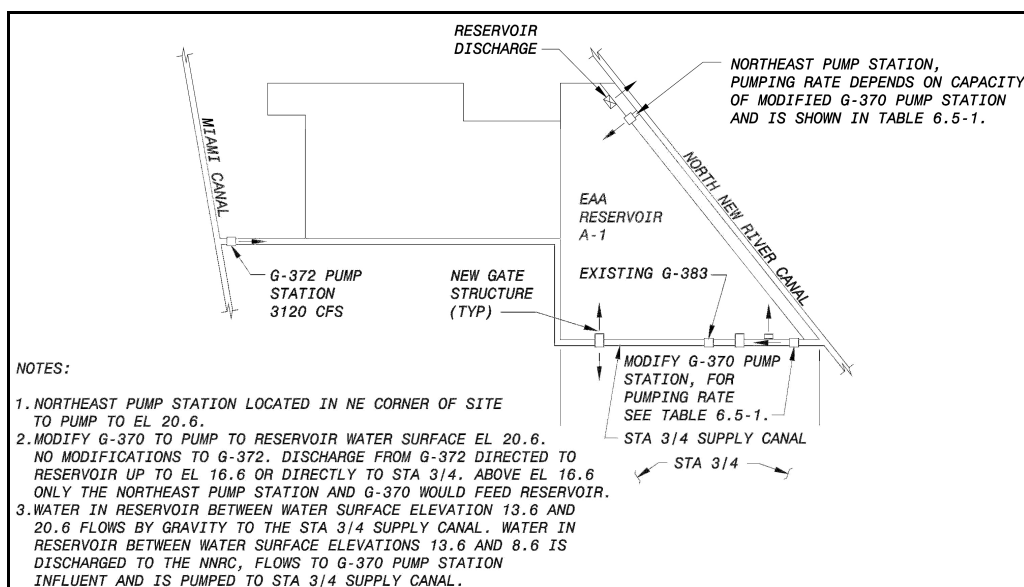 RESERVOIR
DISCHARGE
NORTHEAST PUMP STATION,
PUMPING RATE DEPENDS ON CAPACITY
OF MODIFIED G-370 PUMP STATION
AND IS SHOWN IN TABLE 6.5-1.
MIAMI CANAL
NORTH NEW RIVER CANAL
EAA
RESERVOIR
A-1
G-372 PUMP
STATION
3120 CFS
NEW GATE
STRUCTURE
(TYP)
EXISTING G-383
MODIFY G-370 PUMP
STATION, FOR
PUMPING RATE
SEE TABLE 6.5-1.
STA 3/4 SUPPLY CANAL
STA 3/4
NOTES:
1. NORTHEAST PUMP STATION LOCATED IN NE CORNER OF SITE
TO PUMP TO EL 20.6.
2. MODIFY G-370 TO PUMP TO RESERVOIR WATER SURFACE EL 20.6.
NO MODIFICATIONS TO G-372. DISCHARGE FROM G-372 DIRECTED TO
RESERVOIR UP TO EL 16.6 OR DIRECTLY TO STA 3/4. ABOVE EL 16.6
ONLY THE NORTHEAST PUMP STATION AND G-370 WOULD FEED RESERVOIR.
3. WATER IN RESERVOIR BETWEEN WATER SURFACE ELEVATION 13.6 AND
20.6 FLOWS BY GRAVITY TO THE STA 3/4 SUPPLY CANAL. WATER IN
RESERVOIR BETWEEN WATER SURFACE ELEVATIONS 13.6 AND 8.6 IS
DISCHARGED TO THE NNRC, FLOWS TO G-370 PUMP STATION
INFLUENT AND IS PUMPED TO STA 3/4 SUPPLY CANAL.